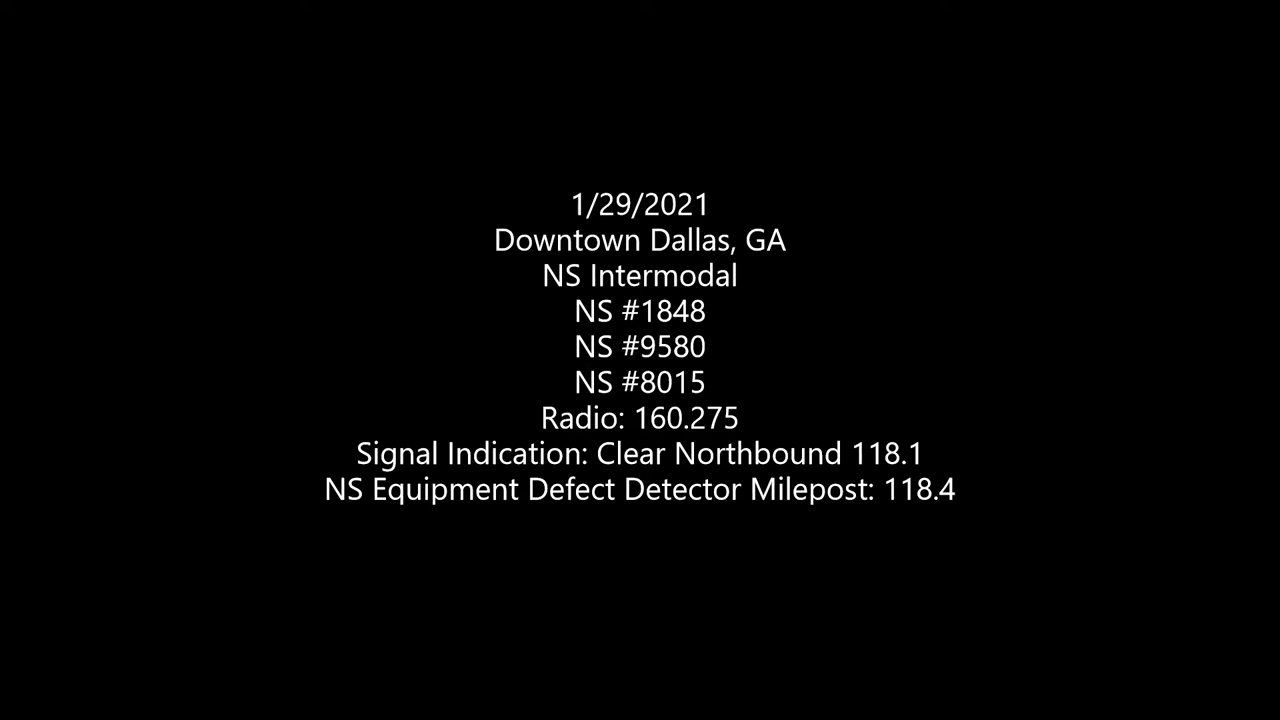 1/29/2021
Downtown Dallas, GA
NS Intermodal
NS #1848
NS #9580
NS #8015
Radio: 160.275
Signal Indication: Clear Northbound 118.1
NS Equipment Defect Detector Milepost: 118.4